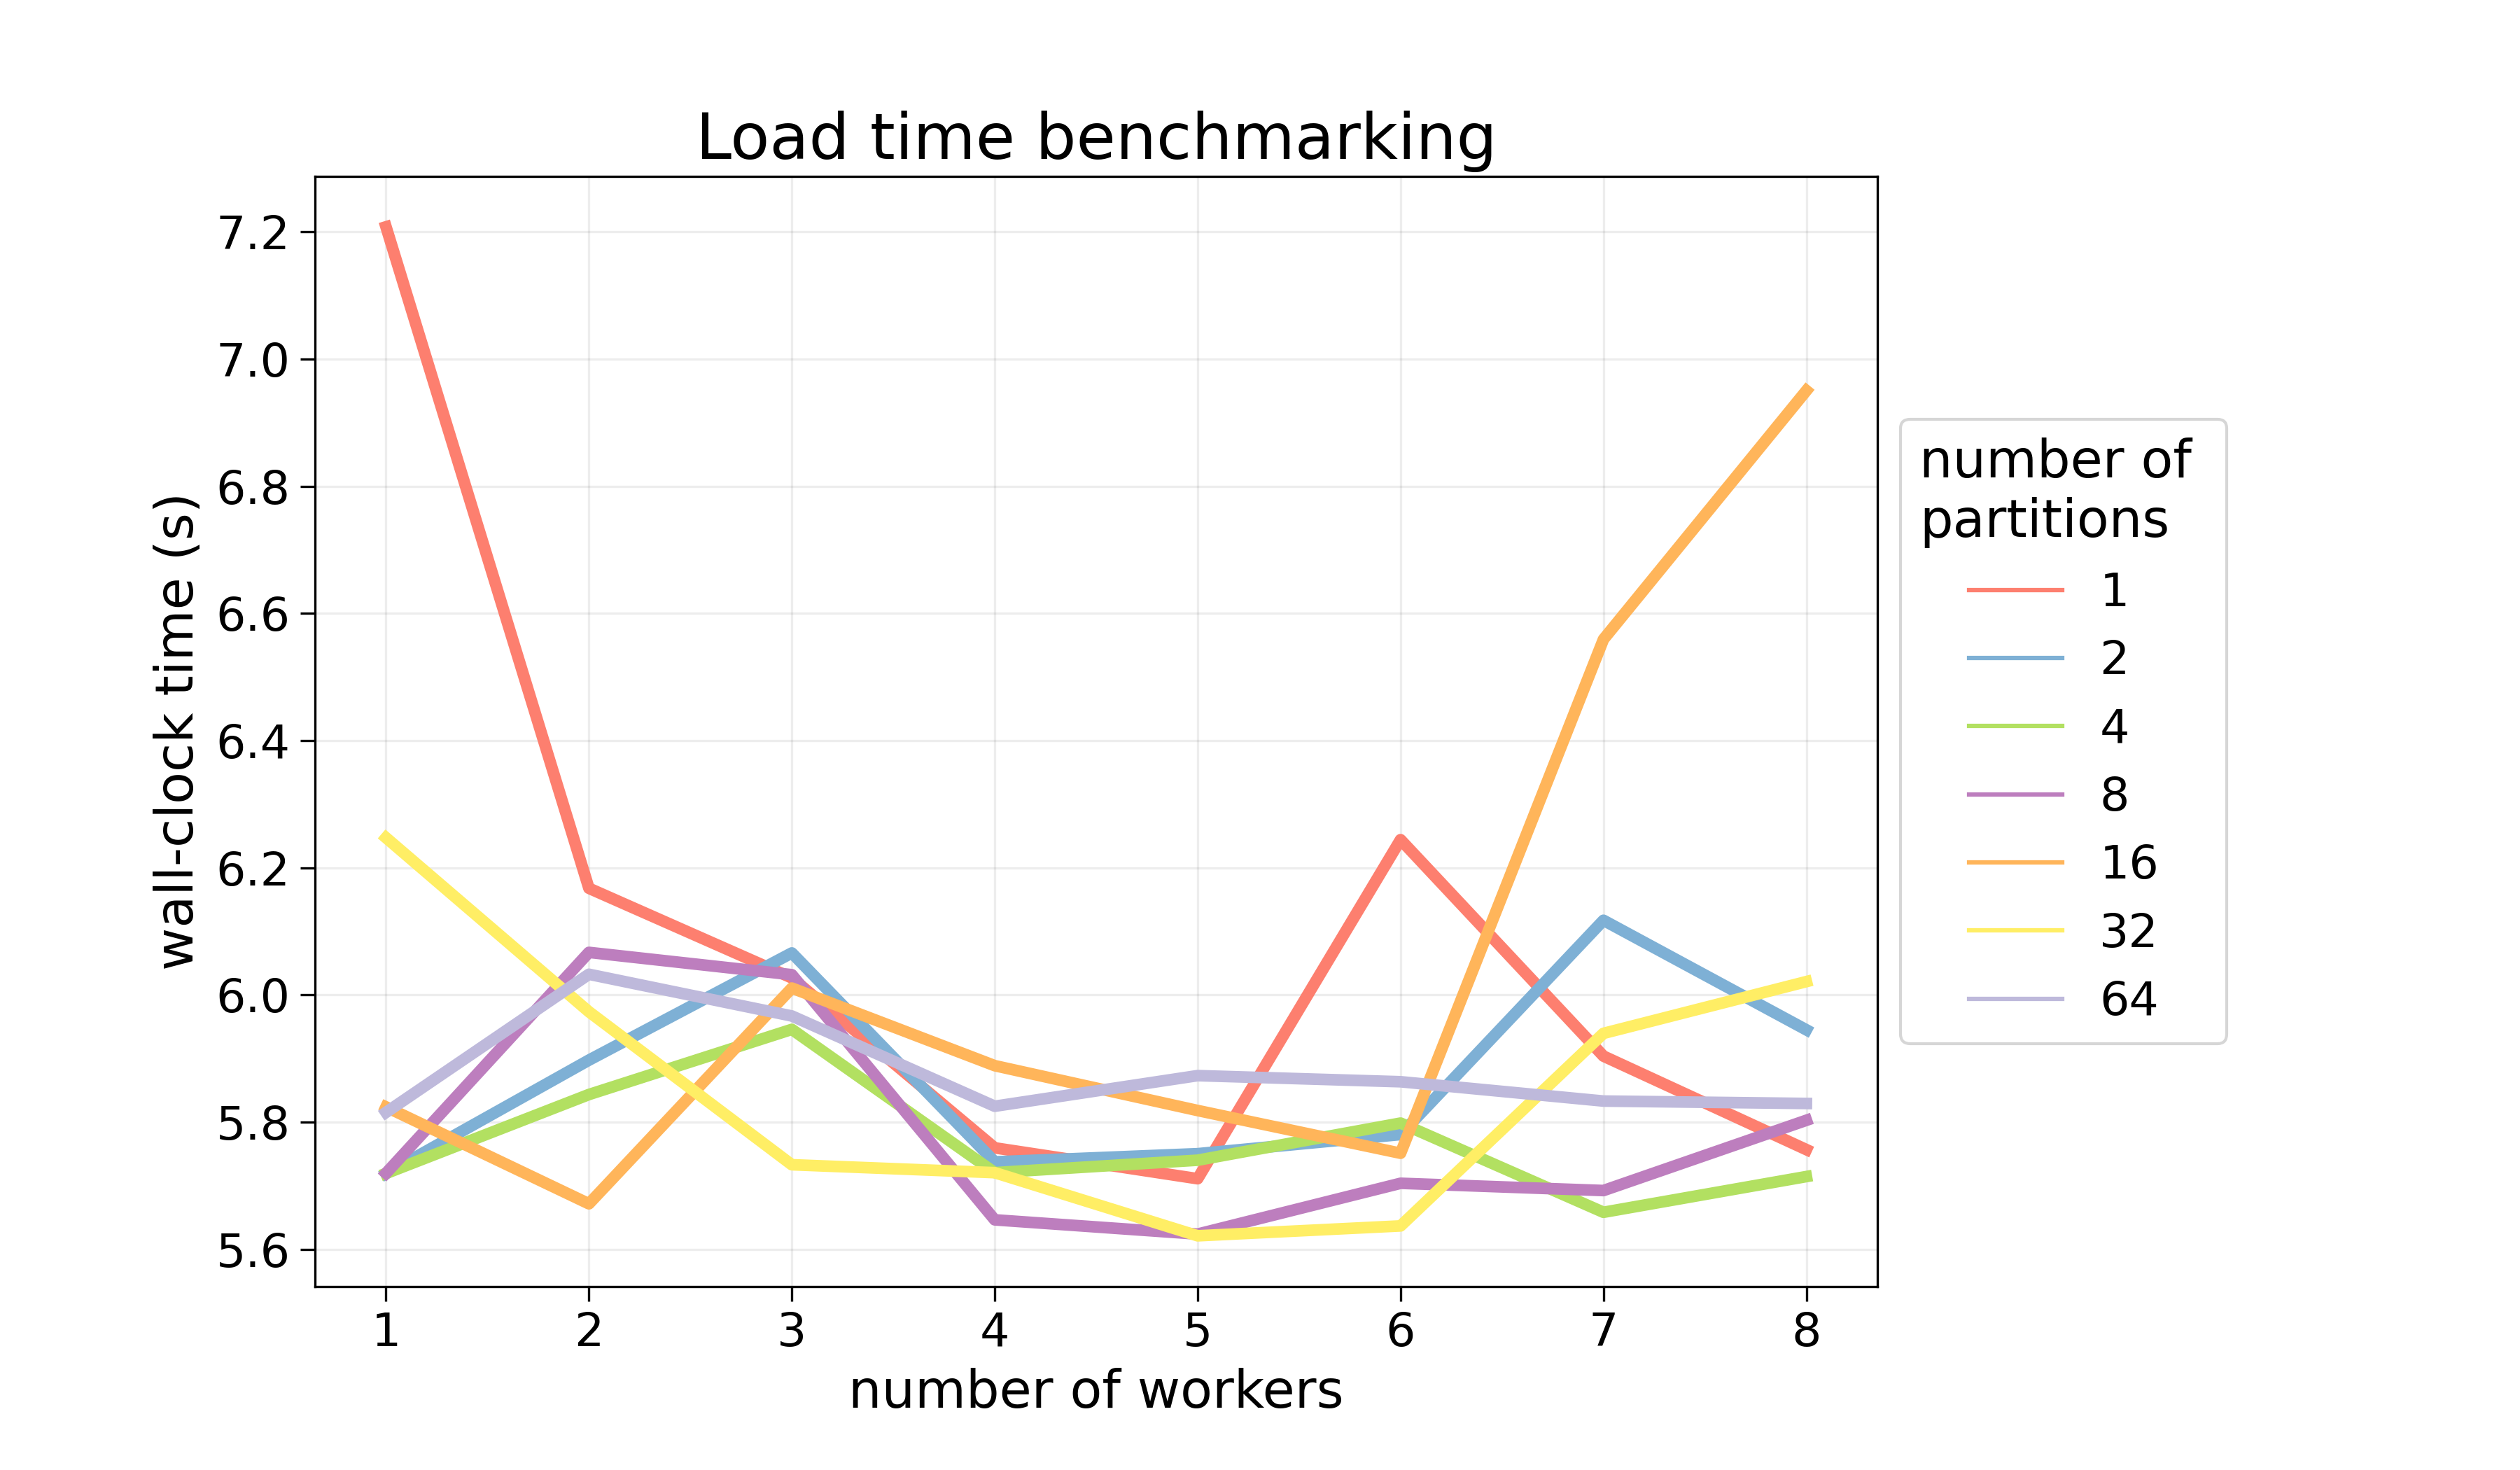 Load time benchmarking
wall-clock time (s)
7.2
7.0
6.8
6.6
6.4
6.2
6.0
5.8
5.6
1 2 3 4 5 6 7 8
number of workers
number of
partitions
1
2
4
8
16
32
64